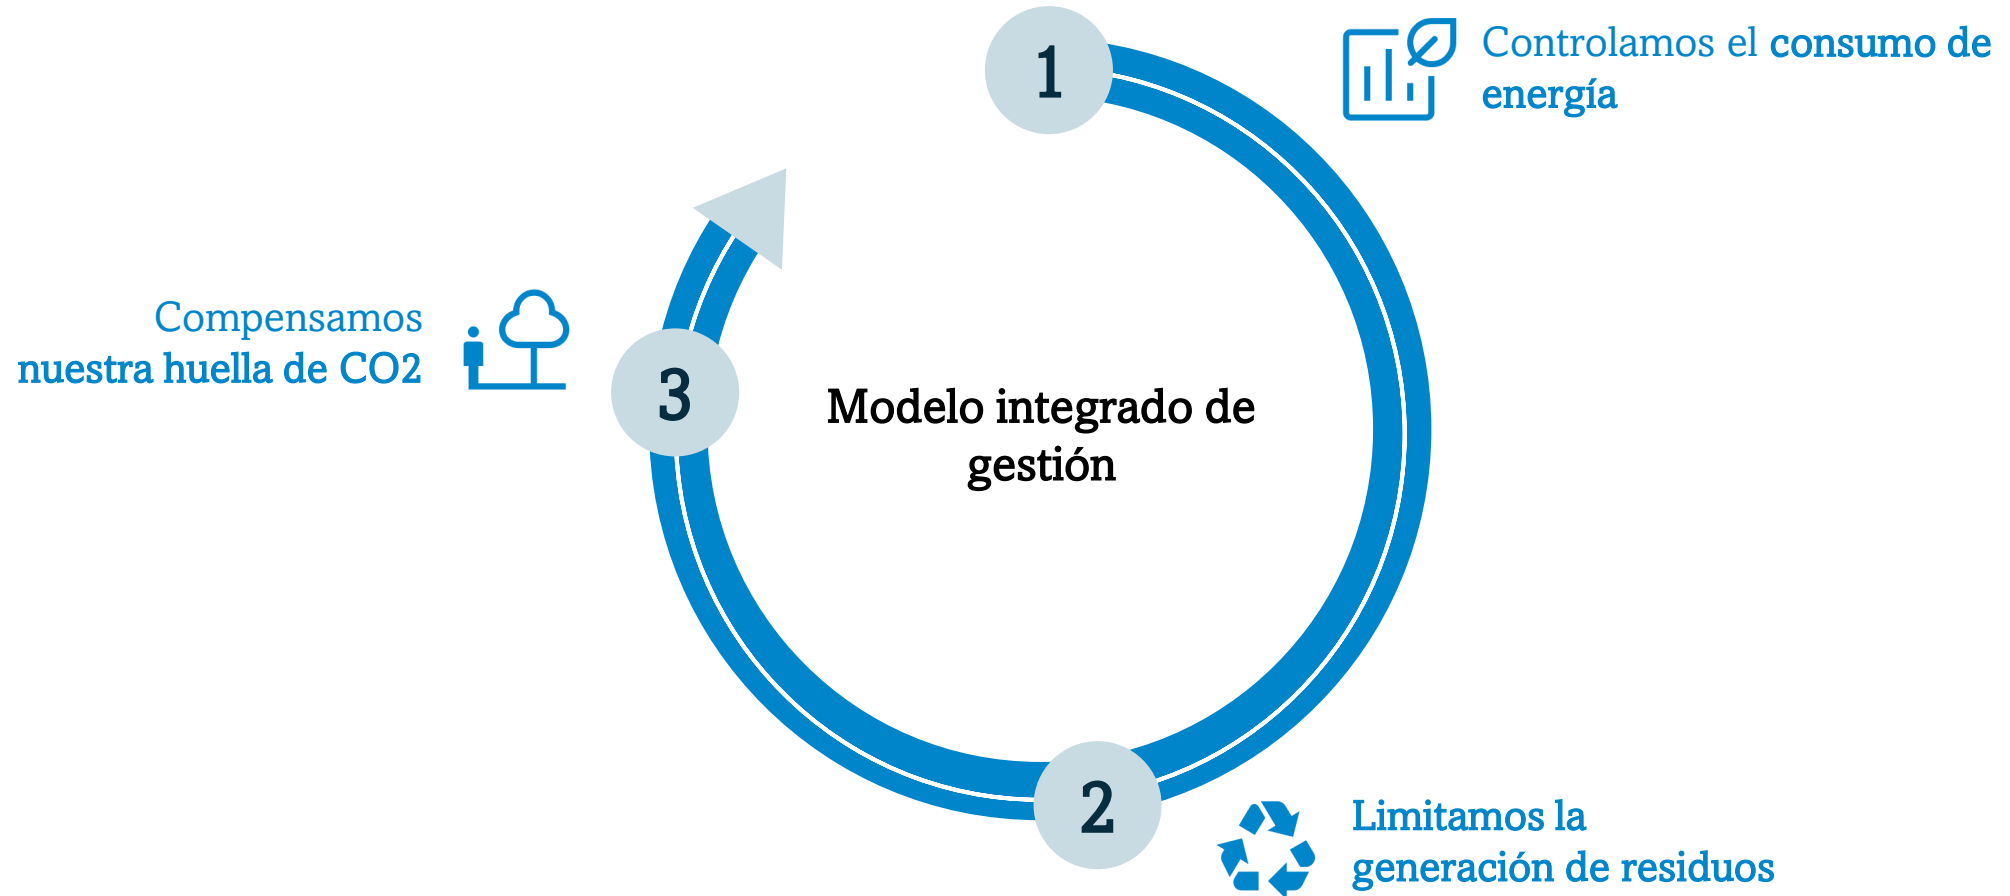 1
Controlamos el consumo de
energía
Compensamos
nuestra huella de CO2
3
Modelo integrado de
gestión
2
Limitamos la
generación de residuos